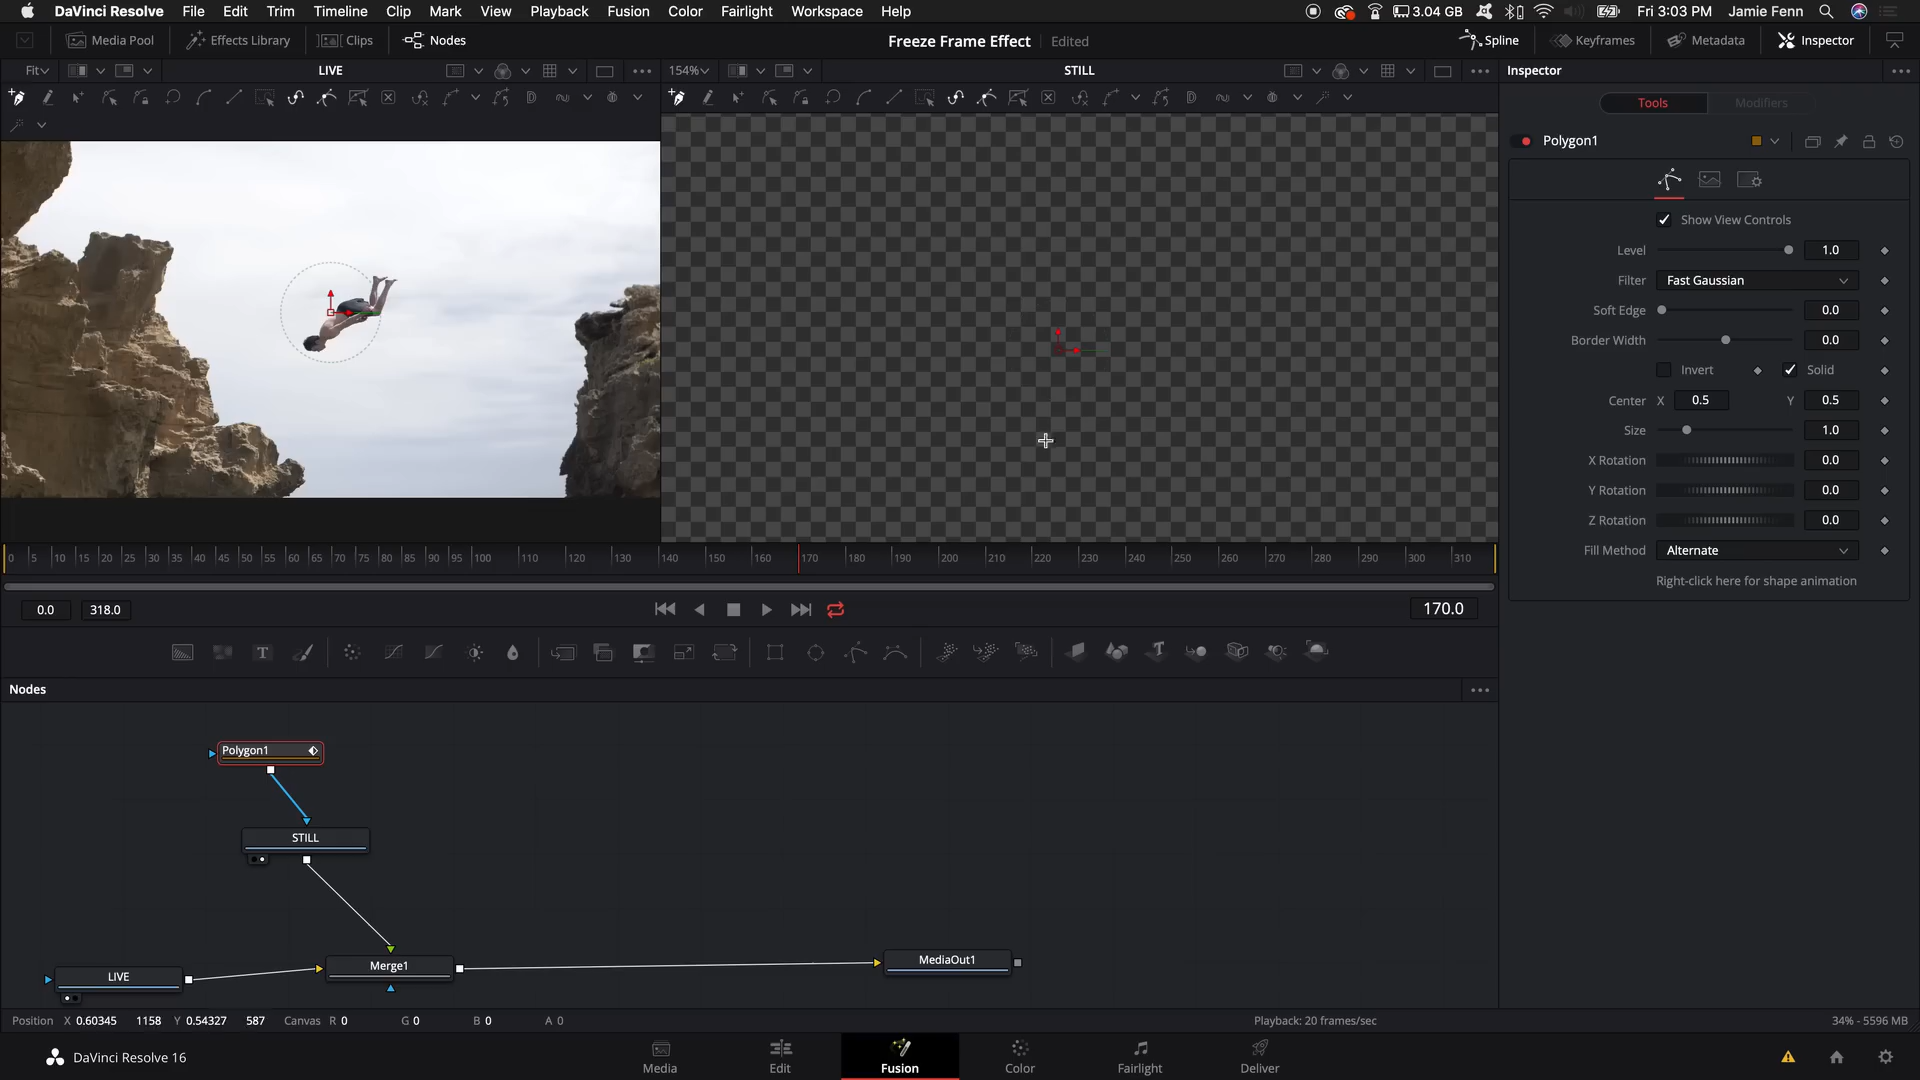 DaVinci Resolve File Edit Trim Timeline Clip Mark View Playback Fusion Color Fairlight Workspace Help 3.04 GB Fri 3:03 PM Jamie Fenn
Media Pool Effects Library Clips Nodes Freeze Frame Effect Edited Spline Keyframes Metadata Inspector
Fit LIVE 154% STILL Inspector
Tools Modifiers
Polygon1
Show View Controls
Level 1.0
Filter Fast Gaussian
Soft Edge 0.0
Border Width 0.0
Invert Solid
Center X 0.5 Y 0.5
Size 1.0
X Rotation 0.0
Y Rotation 0.0
Z Rotation 0.0
Fill Method Alternate
Right-click here for shape animation
0 5 10 15 20 25 30 35 40 45 50 55 60 65 70 75 80 85 90 95 100 110 120 130 140 150 160 170 180 190 200 210 220 230 240 250 260 270 280 290 300 310
0.0 318.0 170.0
T T
Nodes
Polygon1
STILL
LIVE Merge1 MediaOut1
Position X 0.60345 1158 Y 0.54327 587 Canvas R 0 G 0 B 0 A 0 Playback: 20 frames/sec 34% - 5596 MB
DaVinci Resolve 16 Media Edit Fusion Color Fairlight Deliver